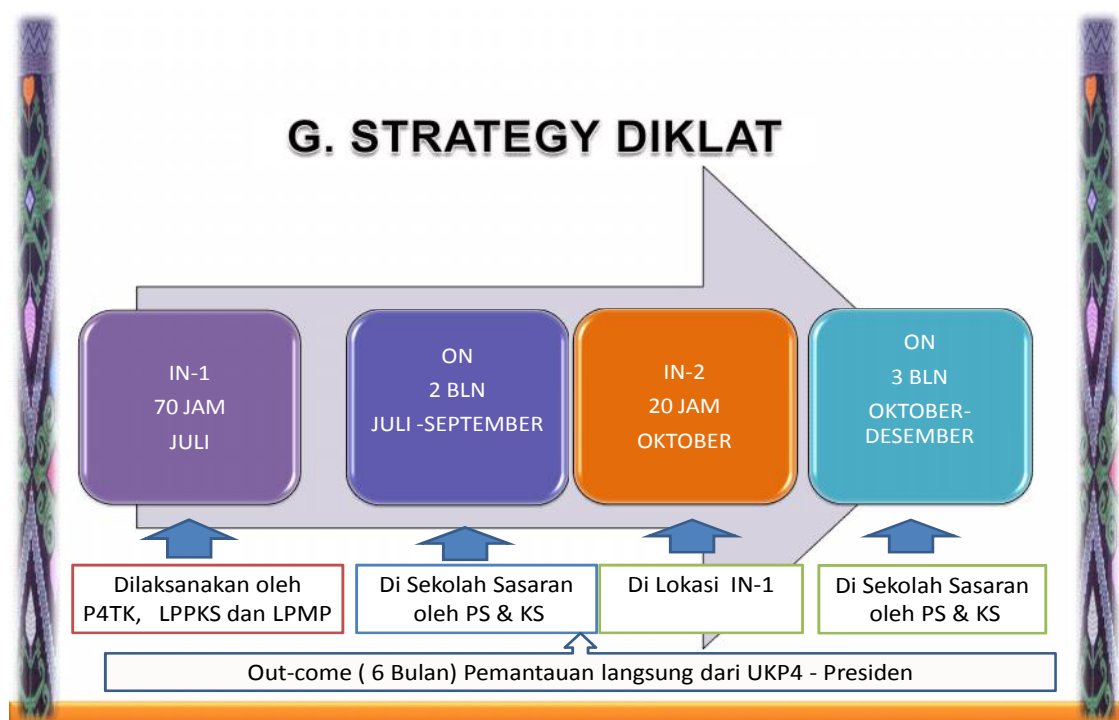 G. STRATEGY DIKLAT
IN-1
70 JAM
JULI
ON
2 BLN
JULI -SEPTEMBER
IN-2
20 JAM
OKTOBER
ON
3 BLN
OKTOBER-
DESEMBER
Dilaksanakan oleh
P4TK, LPPKS dan LPMP
Di Sekolah Sasaran
oleh PS & KS
Di Lokasi IN-1
Di Sekolah Sasaran
oleh PS & KS
Out-come ( 6 Bulan) Pemantauan langsung dari UKP4 - Presiden